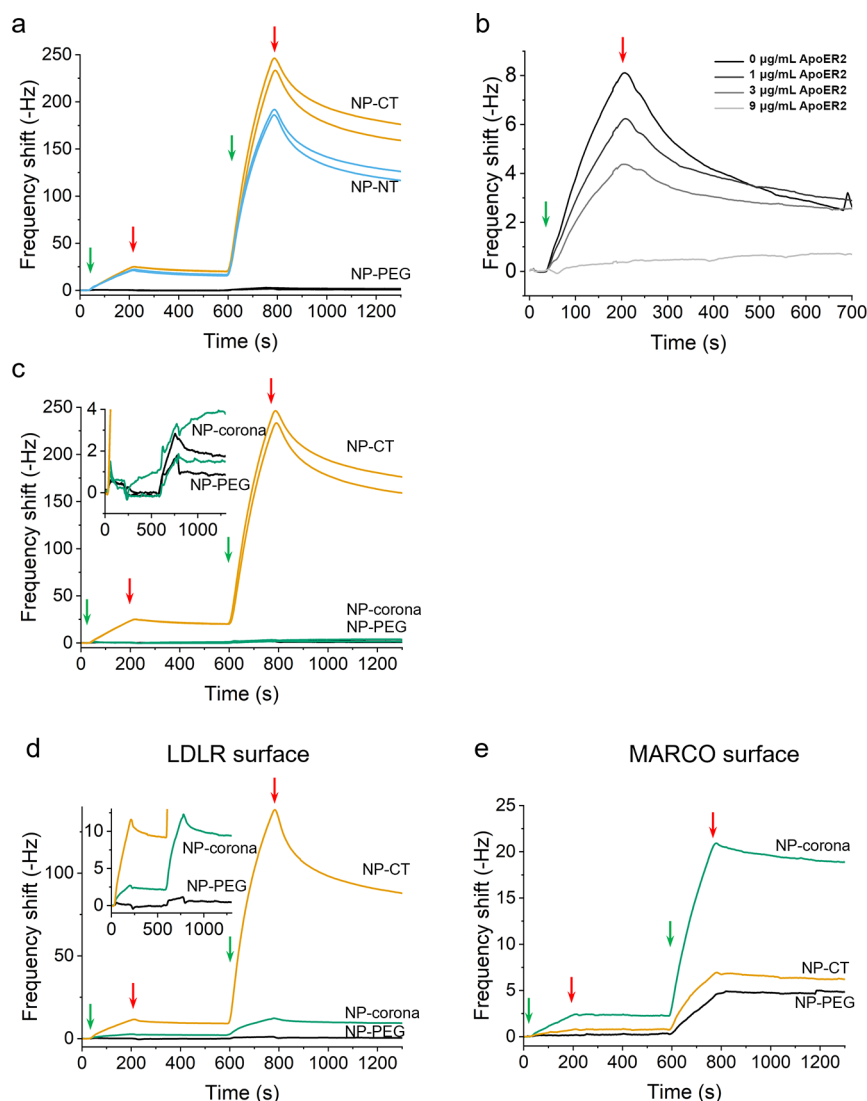 a
Frequency shift (-Hz)
250
200
150
100
50
25
0
NP-CT
NP-NT
NP-PEG
0 200 400 600 800 1000 1200
Time (s)
b
Frequency shift (-Hz)
8
6
4
2
0
0 µg/mL ApoER2
1 µg/mL ApoER2
3 µg/mL ApoER2
9 µg/mL ApoER2
0 100 200 300 400 500 600 700
Time (s)
c
Frequency shift (-Hz)
250
200
150
100
50
25
0
4
2
0
NP-corona
NP-PEG
0 500 1000
NP-CT
NP-corona
NP-PEG
0 200 400 600 800 1000 1200
Time (s)
d
LDLR surface
Frequency shift (-Hz)
100
50
25
0
10
5
0
NP-corona
NP-PEG
0 500 1000
NP-CT
NP-corona
NP-PEG
0 200 400 600 800 1000 1200
Time (s)
e
MARCO surface
Frequency shift (-Hz)
25
20
15
10
5
0
NP-corona
NP-CT
NP-PEG
0 200 400 600 800 1000 1200
Time (s)